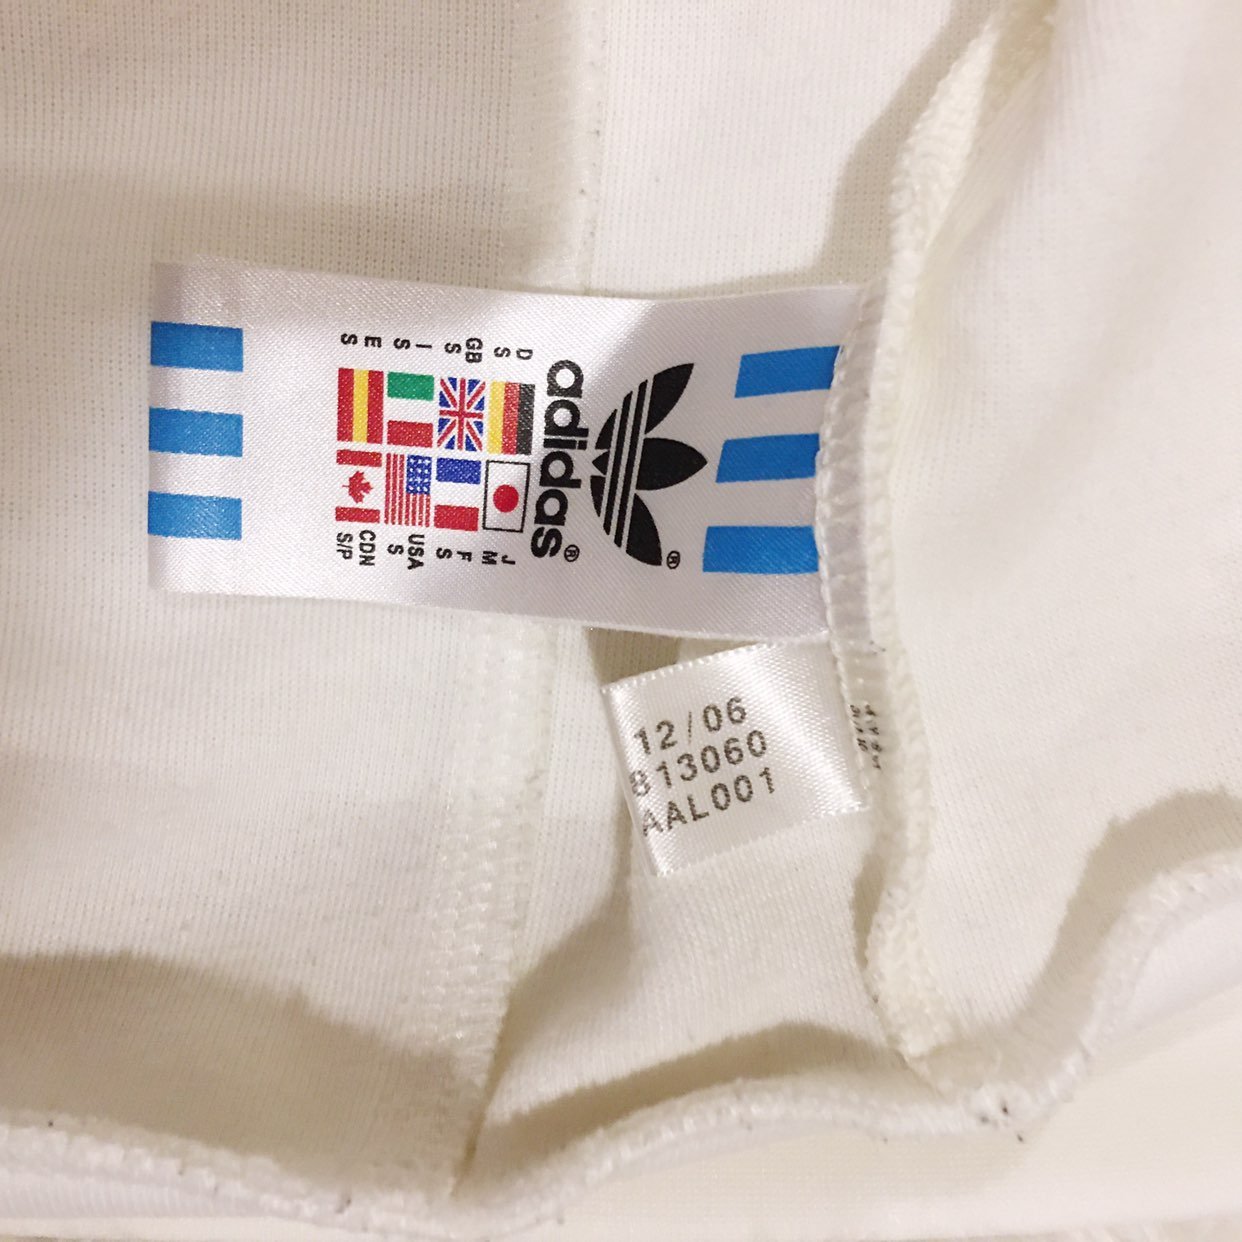 adidas®
®
D
S
GB
S
I
S
E
S
J
M
F
S
USA
S
CDN
S/P
12/06
813060
AAL001